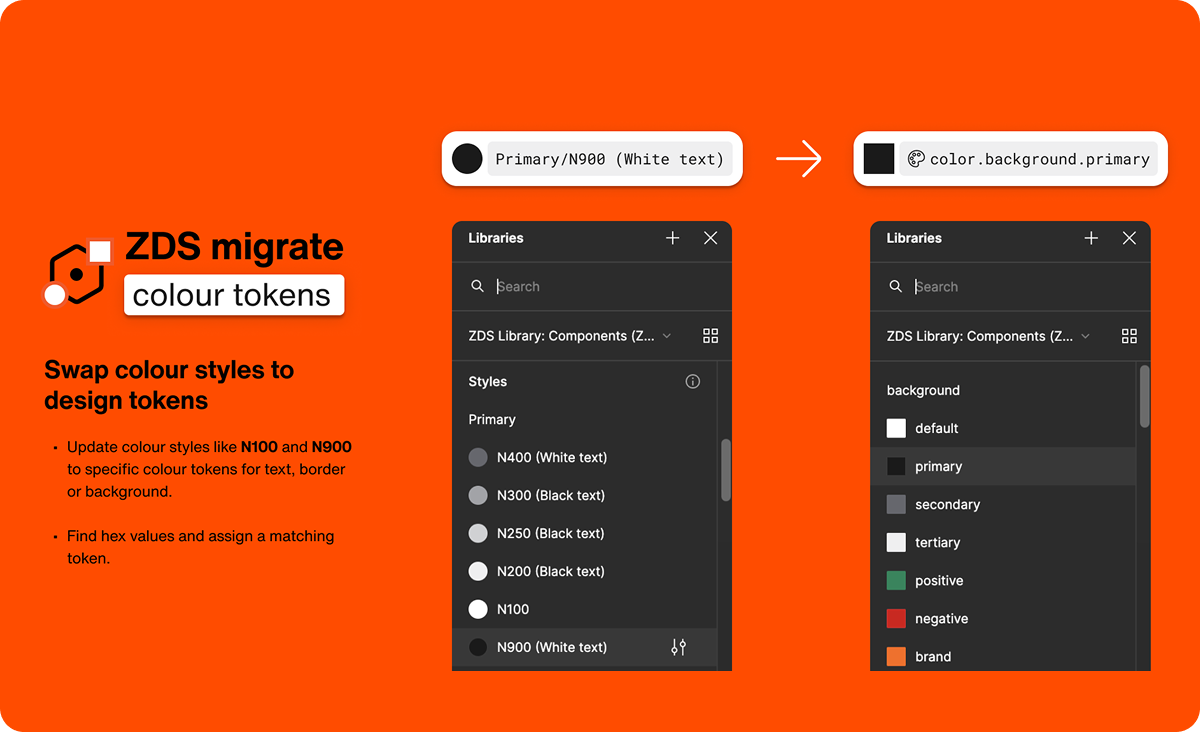 ZDS migrate
colour tokens
Swap colour styles to
design tokens
• Update colour styles like N100 and N900
to specific colour tokens for text, border
or background.
• Find hex values and assign a matching
token.
Primary/N900 (White text)
Libraries
Search
ZDS Library: Components (Z...
Styles
Primary
N400 (White text)
N300 (Black text)
N250 (Black text)
N200 (Black text)
N100
N900 (White text)
color.background.primary
Libraries
Search
ZDS Library: Components (Z...
background
default
primary
secondary
tertiary
positive
negative
brand